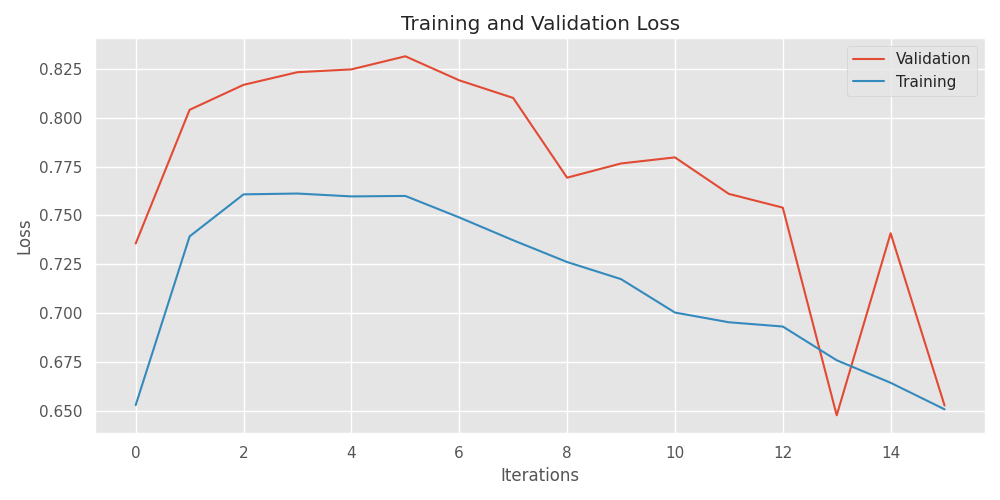 Training and Validation Loss
Validation
Training
Loss
0.825
0.800
0.775
0.750
0.725
0.700
0.675
0.650
0 2 4 6 8 10 12 14
Iterations